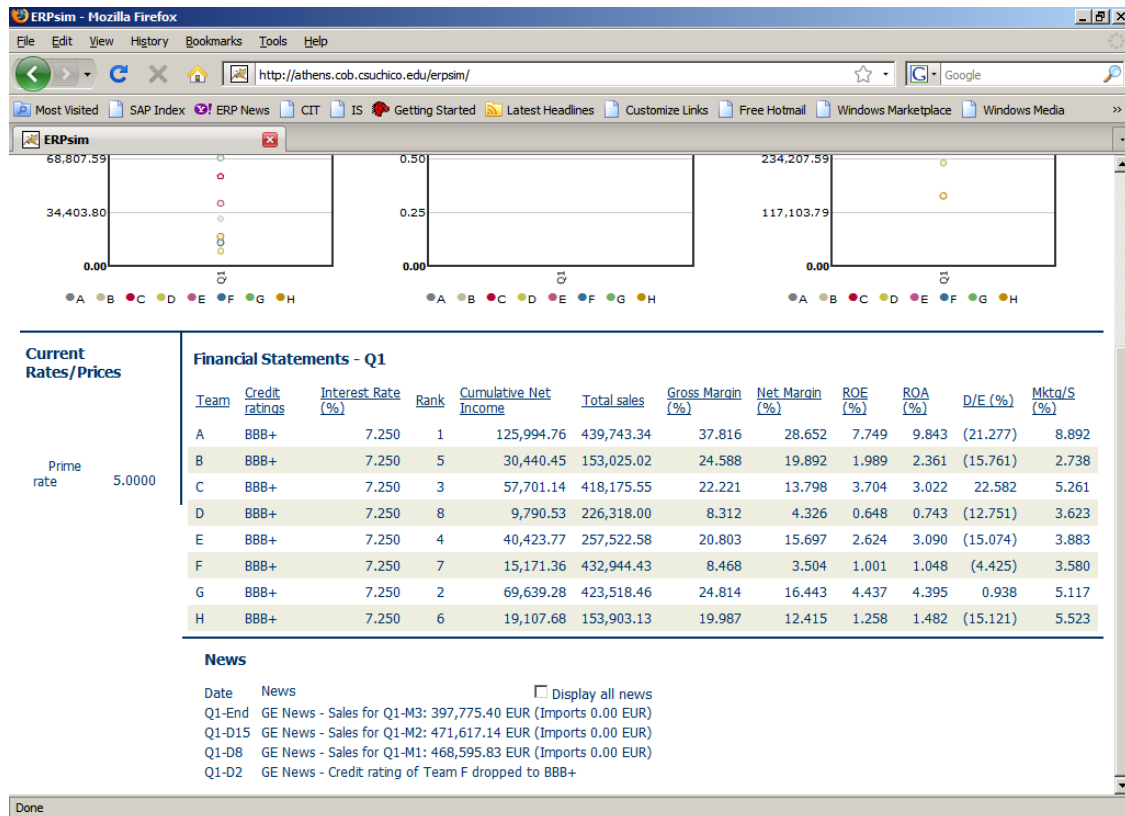 ERPsim - Mozilla Firefox
File Edit View History Bookmarks Tools Help
http://athens.cob.csuchico.edu/erpsim/ G Google
Most Visited SAP Index ERP News CIT IS Getting Started Latest Headlines Customize Links Free Hotmail Windows Marketplace Windows Media »
ERPsim
68,807.59 0.50 234,207.59
34,403.80 0.25 117,103.79
0.00 0.00 0.00
Q1 Q1 Q1
A B C D E F G H A B C D E F G H A B C D E F G H
Current
Rates/Prices
Prime
rate 5.0000
Financial Statements - Q1
Team Credit ratings Interest Rate (%) Rank Cumulative Net Income Total sales Gross Margin (%) Net Margin (%) ROE (%) ROA (%) D/E (%) Mktg/S (%)
A BBB+ 7.250 1 125,994.76 439,743.34 37.816 28.652 7.749 9.843 (21.277) 8.892
B BBB+ 7.250 5 30,440.45 153,025.02 24.588 19.892 1.989 2.361 (15.761) 2.738
C BBB+ 7.250 3 57,701.14 418,175.55 22.221 13.798 3.704 3.022 22.582 5.261
D BBB+ 7.250 8 9,790.53 226,318.00 8.312 4.326 0.648 0.743 (12.751) 3.623
E BBB+ 7.250 4 40,423.77 257,522.58 20.803 15.697 2.624 3.090 (15.074) 3.883
F BBB+ 7.250 7 15,171.36 432,944.43 8.468 3.504 1.001 1.048 (4.425) 3.580
G BBB+ 7.250 2 69,639.28 423,518.46 24.814 16.443 4.437 4.395 0.938 5.117
H BBB+ 7.250 6 19,107.68 153,903.13 19.987 12.415 1.258 1.482 (15.121) 5.523
News
Date News Display all news
Q1-End GE News - Sales for Q1-M3: 397,775.40 EUR (Imports 0.00 EUR)
Q1-D15 GE News - Sales for Q1-M2: 471,617.14 EUR (Imports 0.00 EUR)
Q1-D8 GE News - Sales for Q1-M1: 468,595.83 EUR (Imports 0.00 EUR)
Q1-D2 GE News - Credit rating of Team F dropped to BBB+
Done